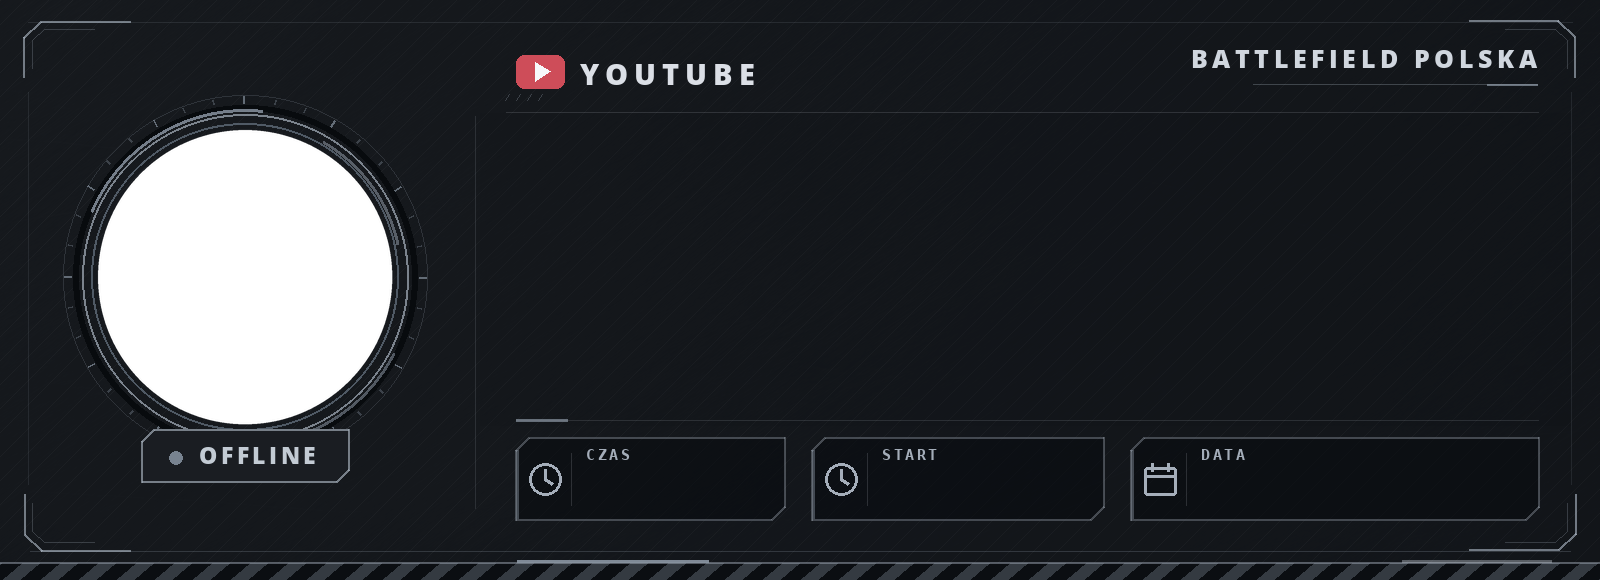 YOUTUBE
BATTLEFIELD POLSKA
OFFLINE
CZAS
START
DATA